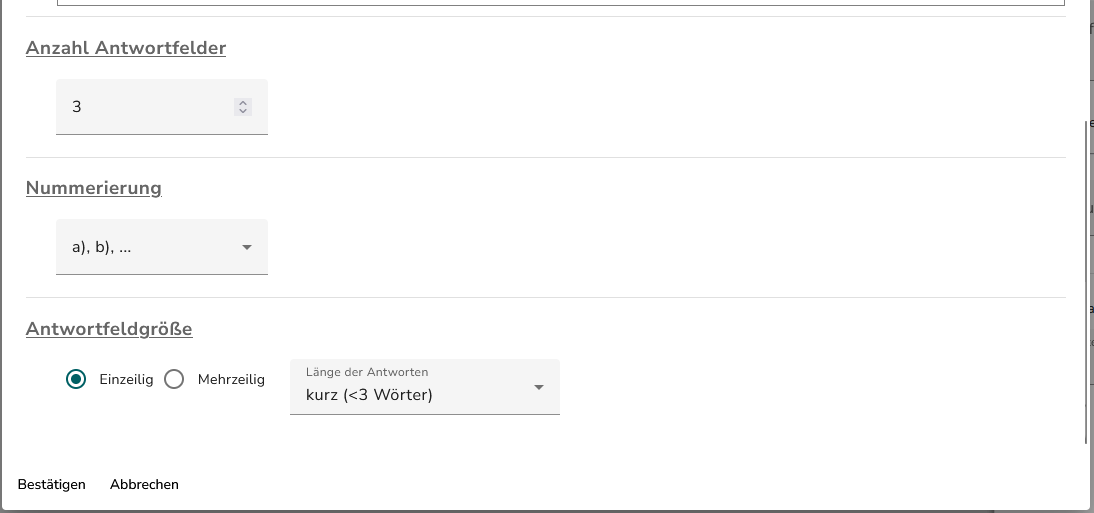 Anzahl Antwortfelder
3
Nummerierung
a), b), ...
Antwortfeldgröße
Einzeilig Mehrzeilig
Länge der Antworten
kurz (<3 Wörter)
Bestätigen Abbrechen